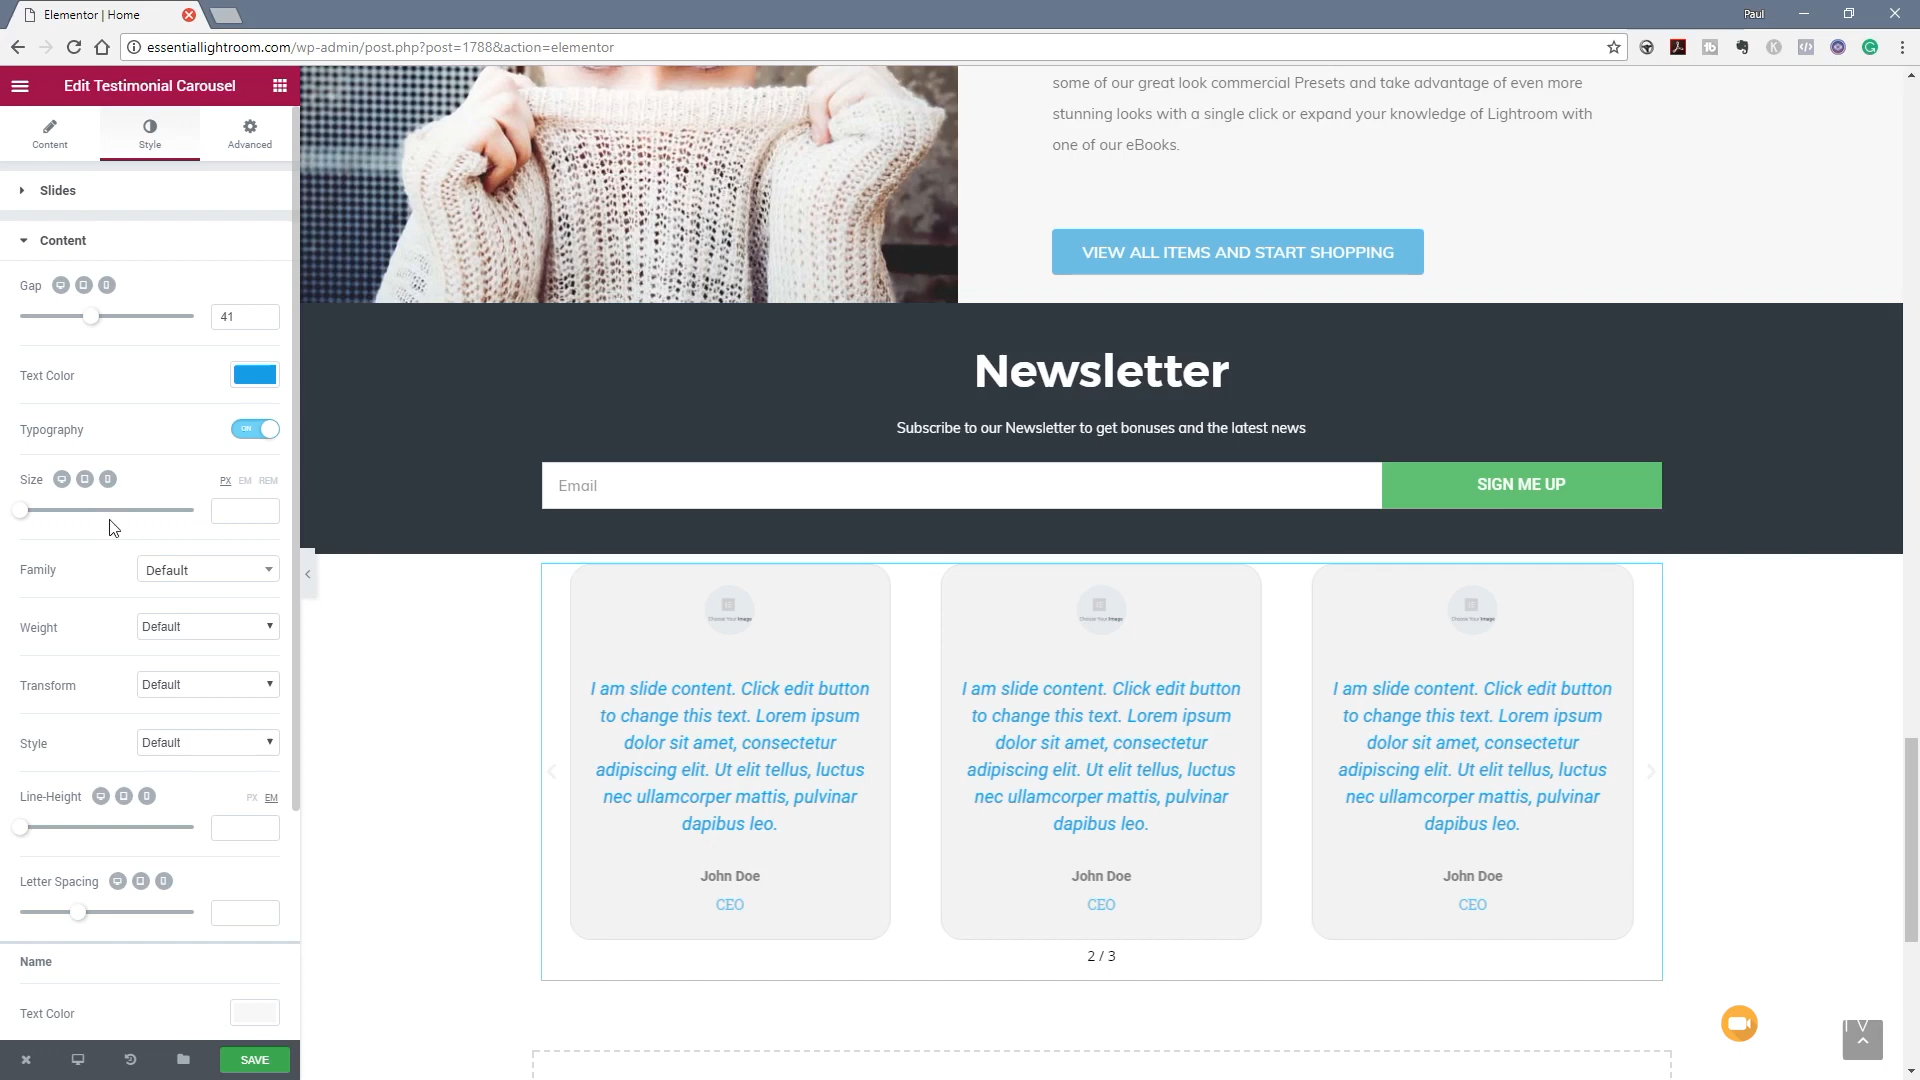 Elementor | Home
Paul
essentiallightroom.com/wp-admin/post.php?post=1788&action=elementor
Edit Testimonial Carousel
Content
Style
Advanced
Slides
Content
Gap
41
Text Color
Typography
ON
Size
PX EM REM
Family
Default
Weight
Default
Transform
Default
Style
Default
Line-Height
PX EM
Letter Spacing
Name
Text Color
SAVE
some of our great look commercial Presets and take advantage of even more
stunning looks with a single click or expand your knowledge of Lightroom with
one of our eBooks.
VIEW ALL ITEMS AND START SHOPPING
Newsletter
Subscribe to our Newsletter to get bonuses and the latest news
Email
SIGN ME UP
Choose Your Image
I am slide content. Click edit button
to change this text. Lorem ipsum
dolor sit amet, consectetur
adipiscing elit. Ut elit tellus, luctus
nec ullamcorper mattis, pulvinar
dapibus leo.
John Doe
CEO
Choose Your Image
I am slide content. Click edit button
to change this text. Lorem ipsum
dolor sit amet, consectetur
adipiscing elit. Ut elit tellus, luctus
nec ullamcorper mattis, pulvinar
dapibus leo.
John Doe
CEO
Choose Your Image
I am slide content. Click edit button
to change this text. Lorem ipsum
dolor sit amet, consectetur
adipiscing elit. Ut elit tellus, luctus
nec ullamcorper mattis, pulvinar
dapibus leo.
John Doe
CEO
2 / 3